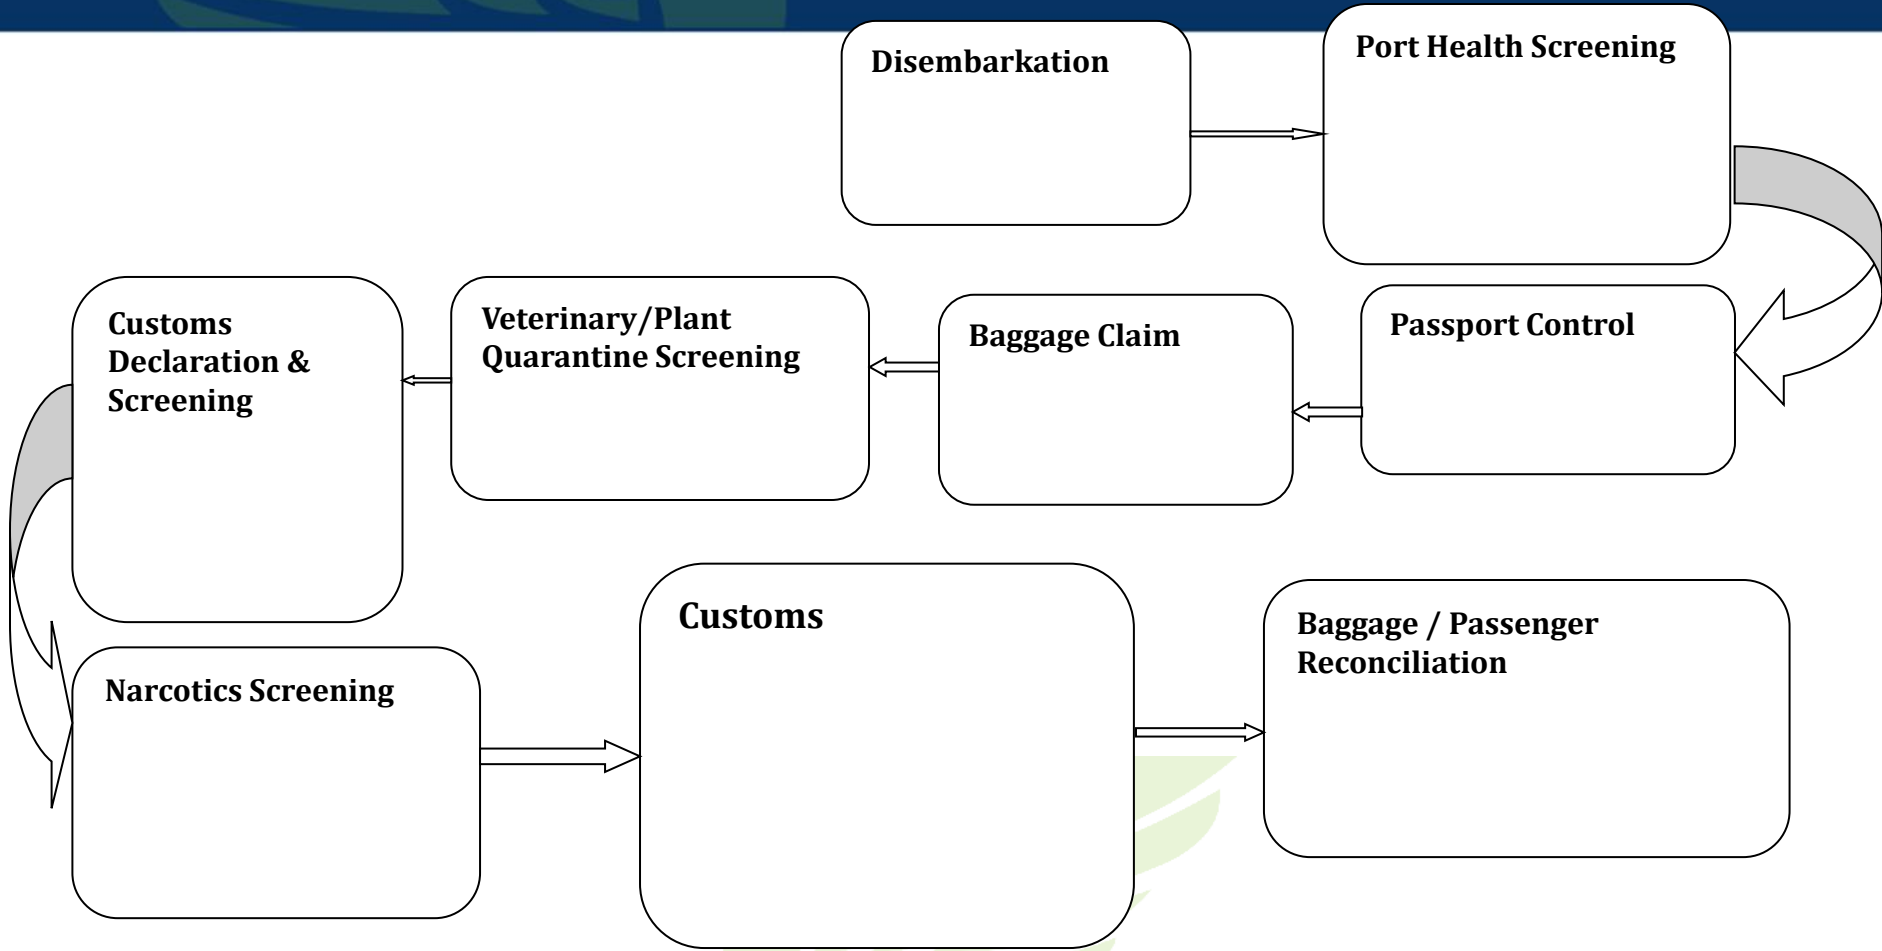 Disembarkation
Port Health Screening
Passport Control
Baggage Claim
Veterinary/Plant
Quarantine Screening
Customs
Declaration &
Screening
Narcotics Screening
Customs
Baggage / Passenger
Reconciliation